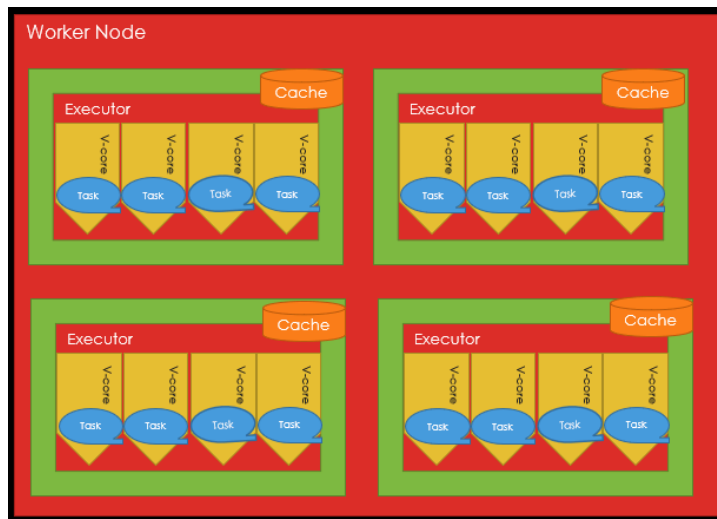 Worker Node
Cache
Cache
Executor
Executor
V-core
V-core
V-core
V-core
V-core
V-core
V-core
V-core
Task
Task
Task
Task
Task
Task
Task
Task
Cache
Cache
Executor
Executor
V-core
V-core
V-core
V-core
V-core
V-core
V-core
V-core
Task
Task
Task
Task
Task
Task
Task
Task